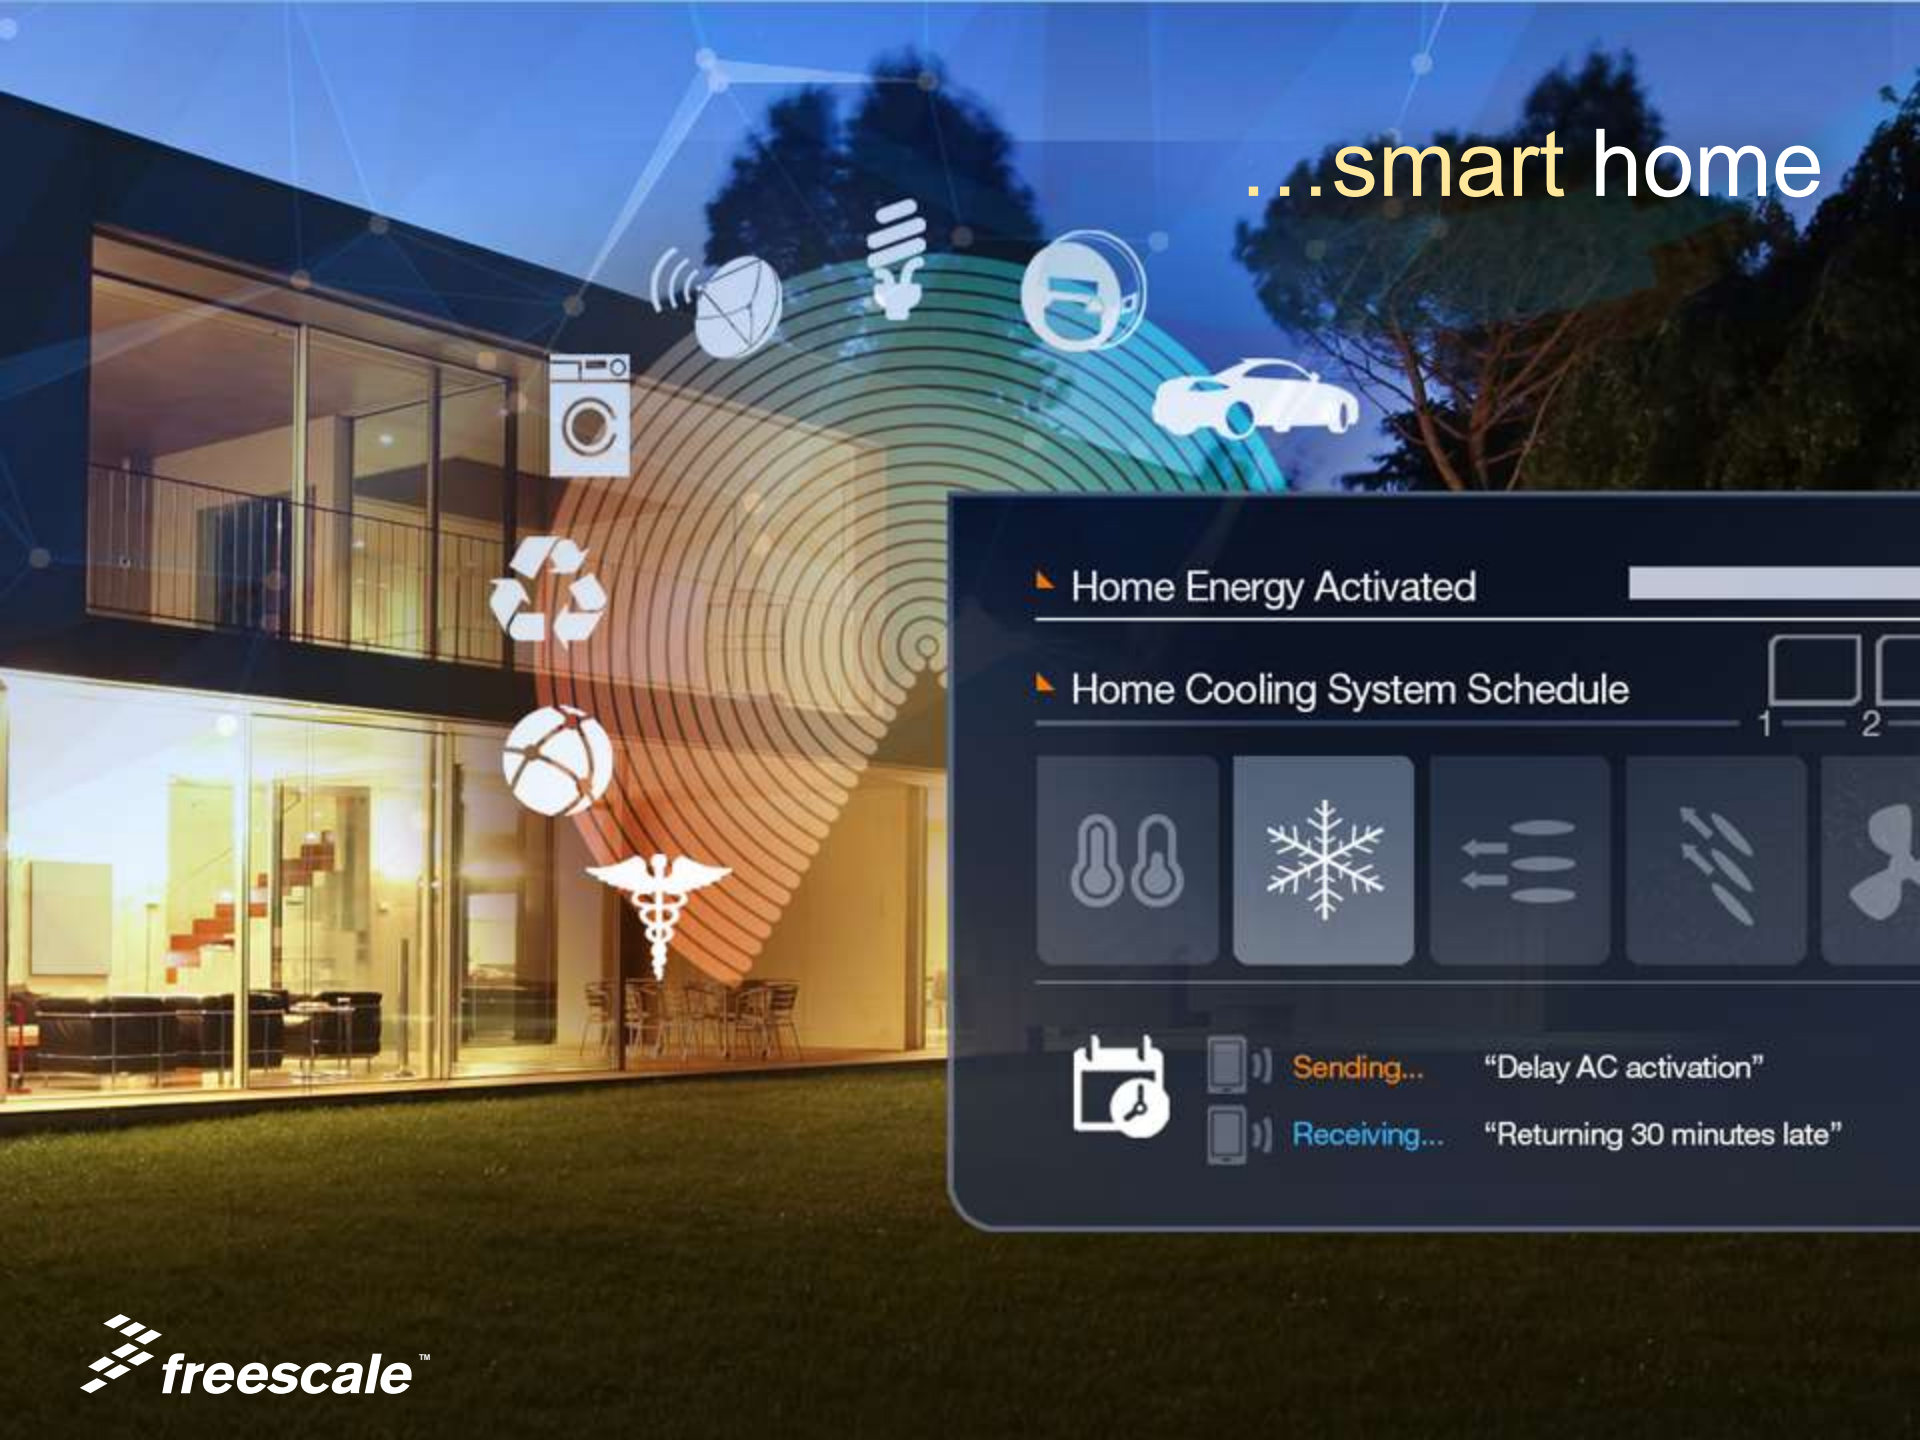 ...smart home
Home Energy Activated
Home Cooling System Schedule
1 2
Sending... “Delay AC activation”
Receiving... “Returning 30 minutes late”
freescale™